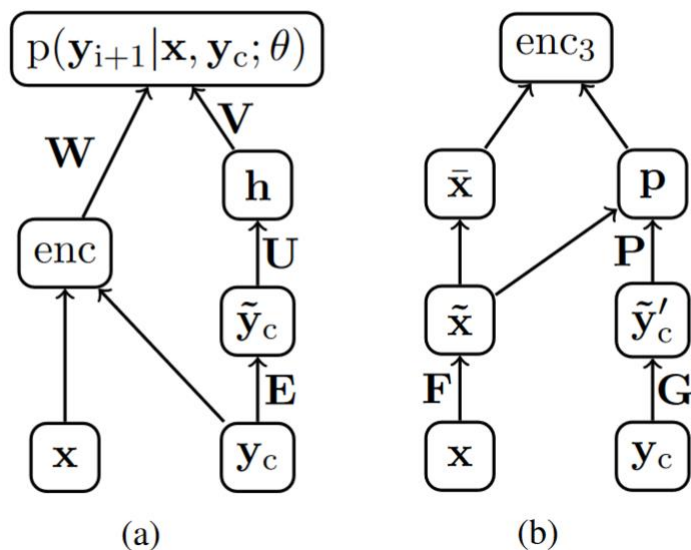 p(y_{i+1}|x, y_c; θ)
W
V
h
enc
U
ỹ_c
E
x
y_c
(a)
enc₃
x̄
p
P
x̃
ỹ′_c
F
G
x
y_c
(b)